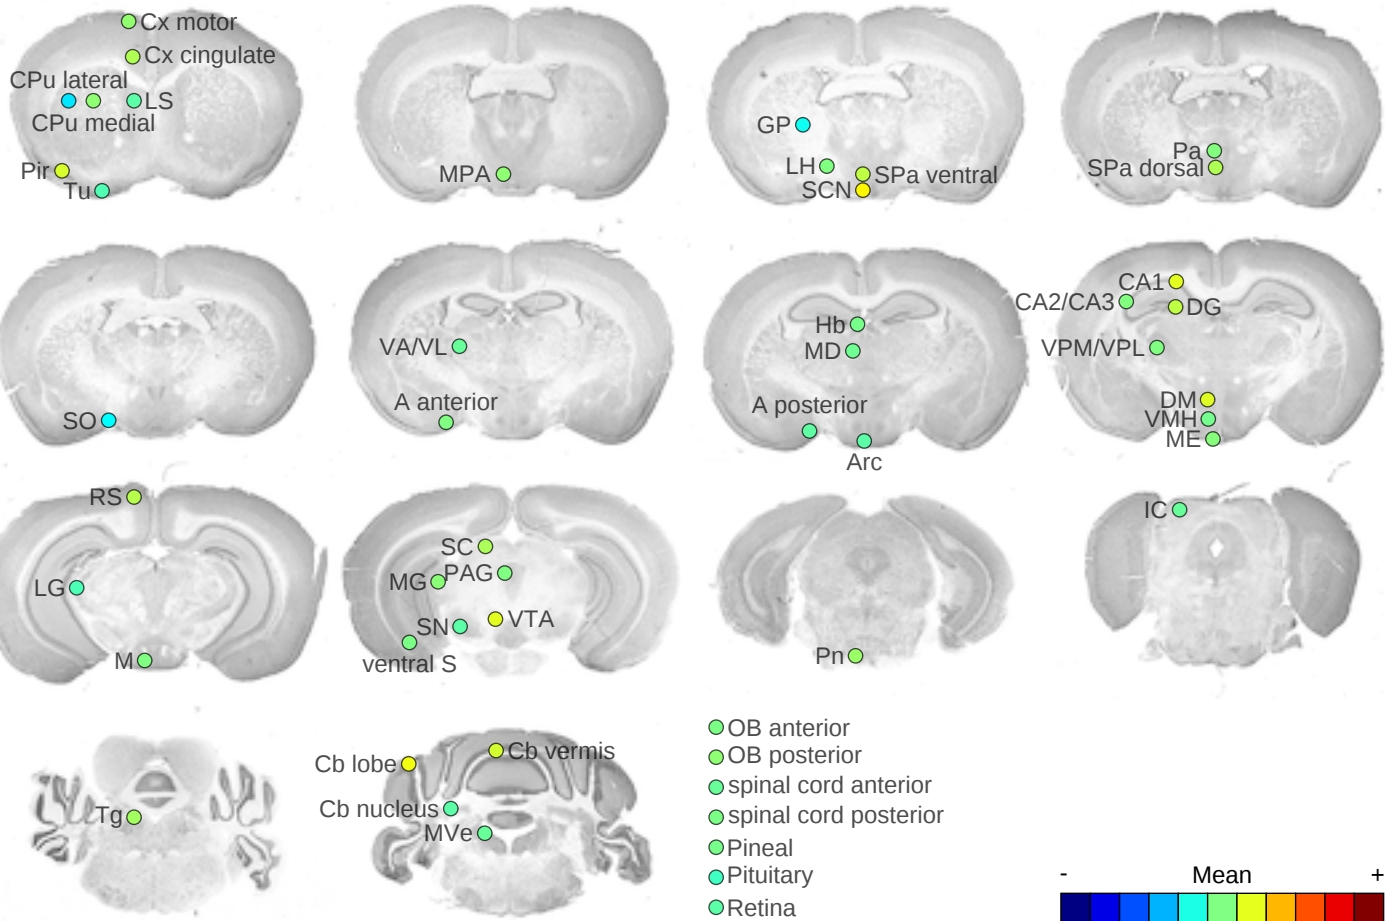 Cx motor
Cx cingulate
CPu lateral
LS
CPu medial
Pir
Tu
MPA
GP
LH
SPa ventral
SCN
Pa
SPa dorsal
SO
VA/VL
A anterior
Hb
MD
A posterior
Arc
CA1
CA2/CA3
DG
VPM/VPL
DM
VMH
ME
RS
LG
M
SC
MG
PAG
SN
VTA
ventral S
Pn
IC
Tg
Cb lobe
Cb vermis
Cb nucleus
MVe
OB anterior
OB posterior
spinal cord anterior
spinal cord posterior
Pineal
Pituitary
Retina
- Mean +